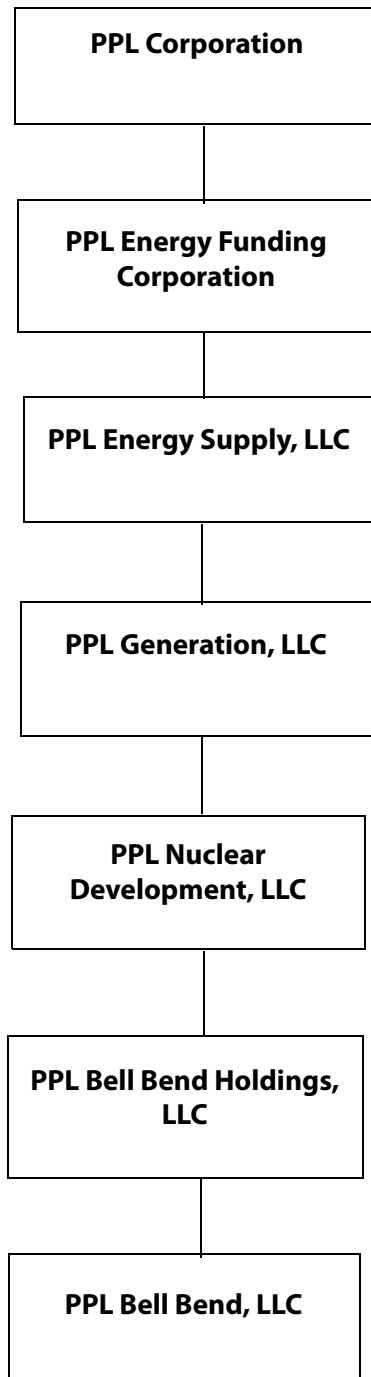 PPL Corporation
PPL Energy Funding
Corporation
PPL Energy Supply, LLC
PPL Generation, LLC
PPL Nuclear
Development, LLC
PPL Bell Bend Holdings,
LLC
PPL Bell Bend, LLC